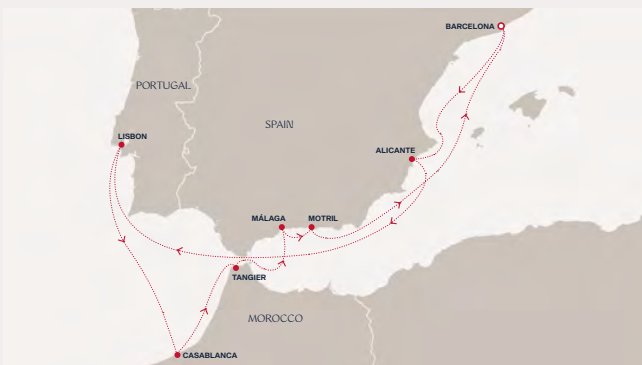 BARCELONA
PORTUGAL
SPAIN
LISBON
ALICANTE
MÁLAGA
MOTRIL
TANGIER
MOROCCO
CASABLANCA